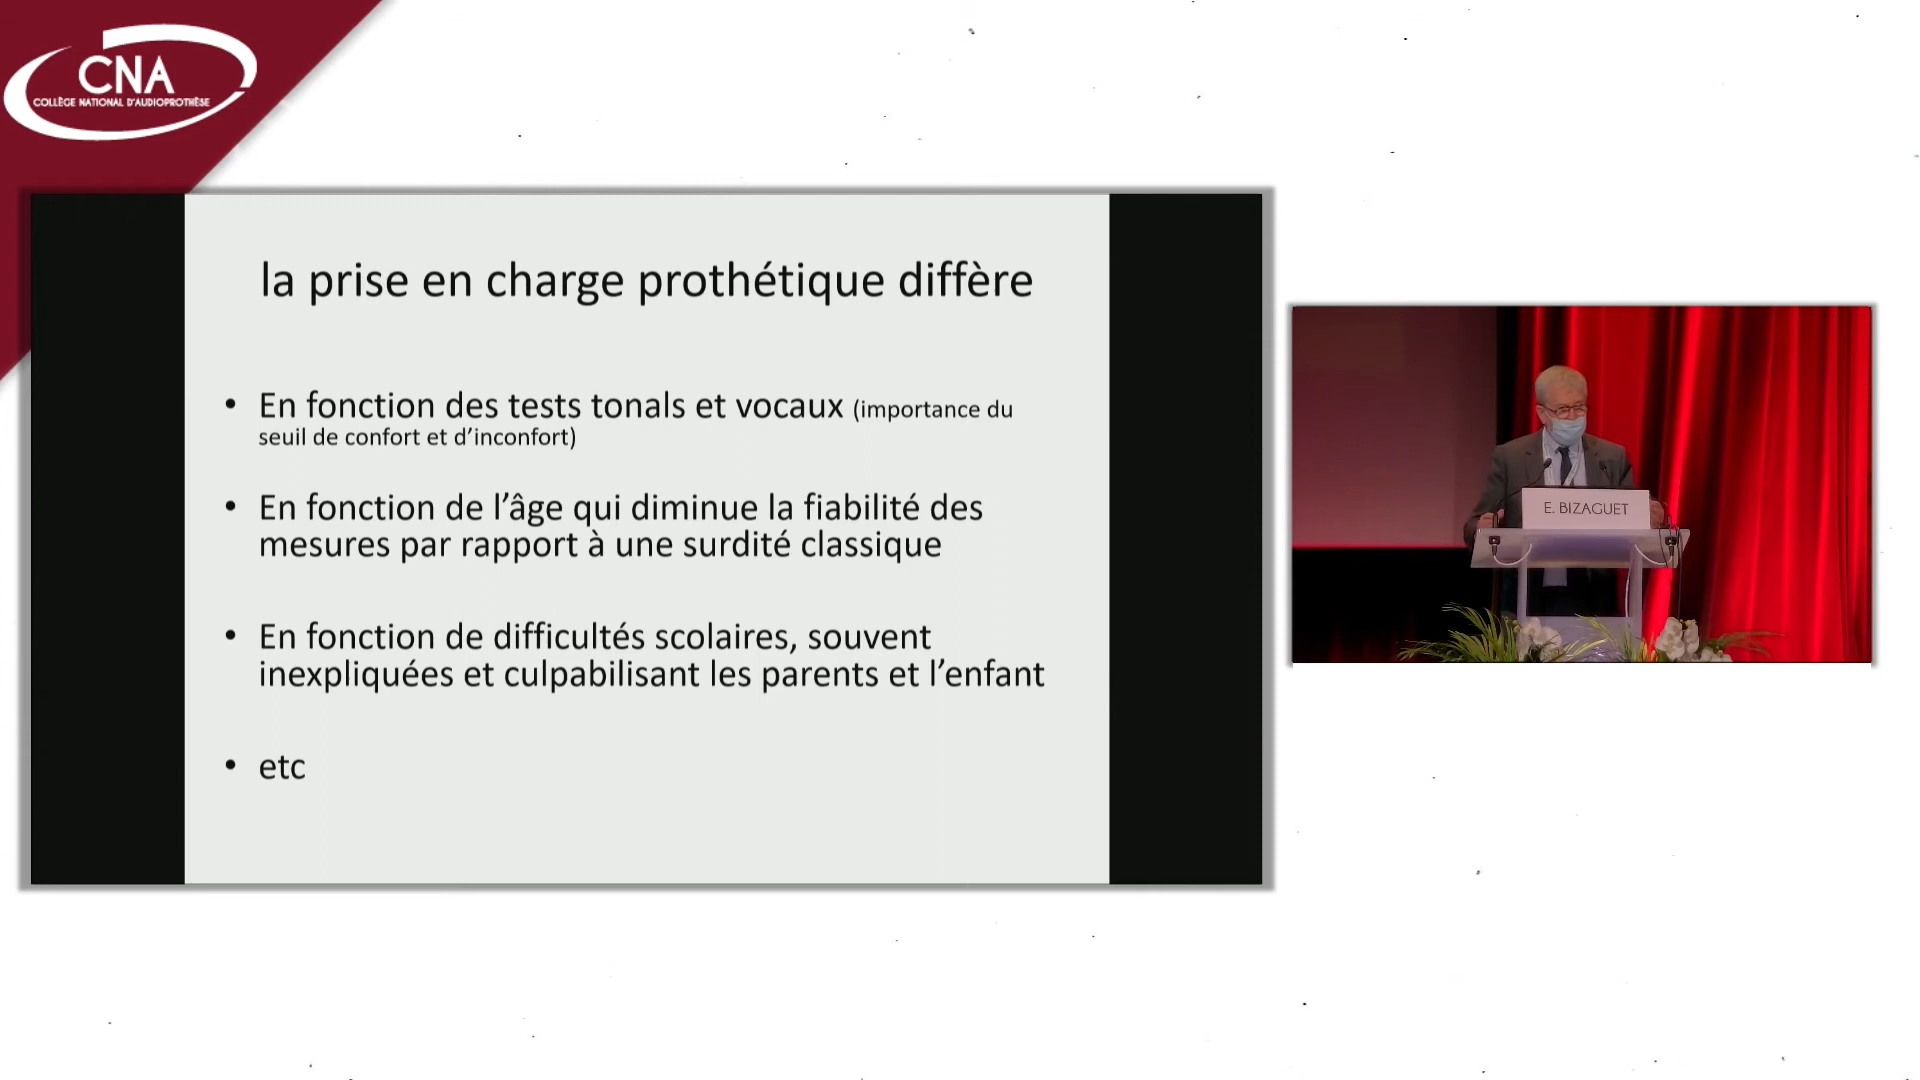 CNA
COLLÈGE NATIONAL D'AUDIOPROTHÈSE
la prise en charge prothétique diffère
• En fonction des tests tonals et vocaux (importance du
seuil de confort et d’inconfort)
• En fonction de l’âge qui diminue la fiabilité des
mesures par rapport à une surdité classique
• En fonction de difficultés scolaires, souvent
inexpliquées et culpabilisant les parents et l’enfant
• etc
E. BIZAGUET